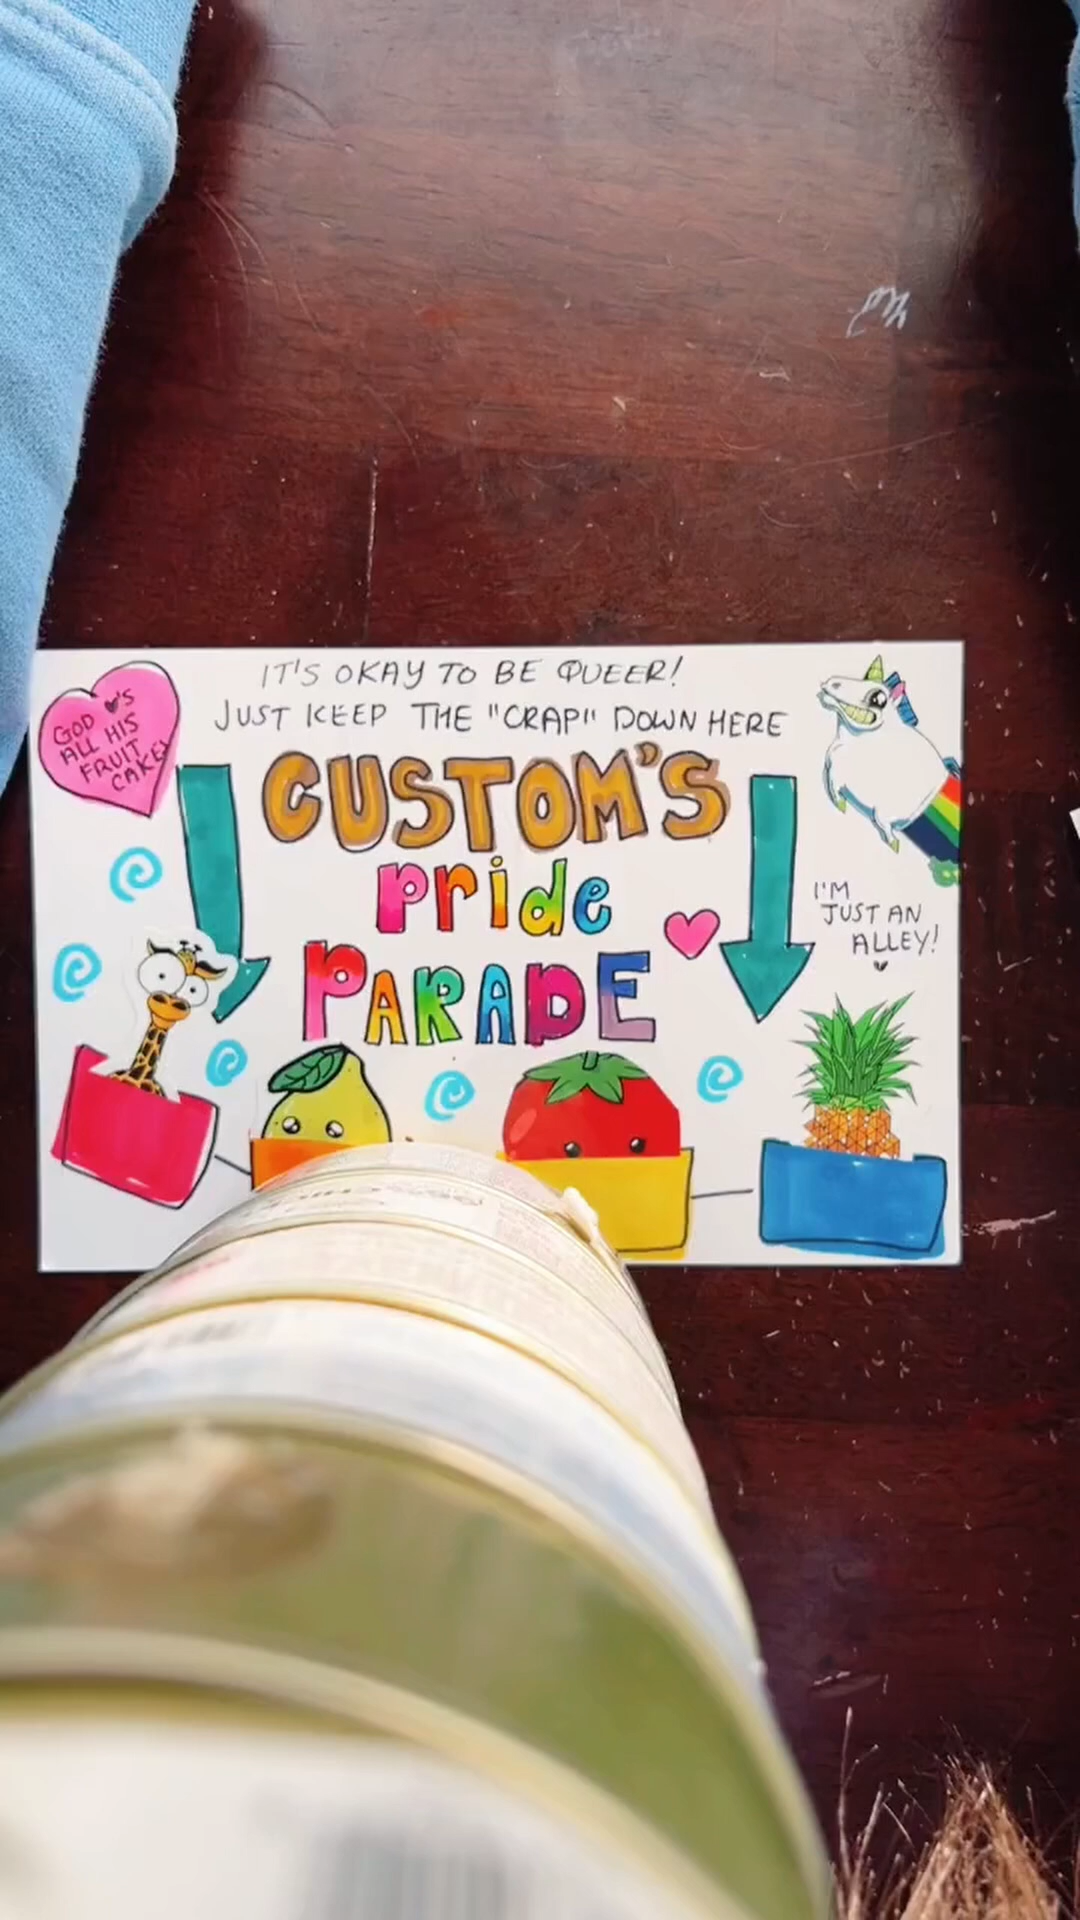 IT'S OKAY TO BE QUEER!
JUST KEEP THE "CRAP" DOWN HERE
GOD ♥'S
ALL HIS
FRUIT
CAKES
CUSTOM'S
pride
PARADE
I'M
JUST AN
ALLEY!